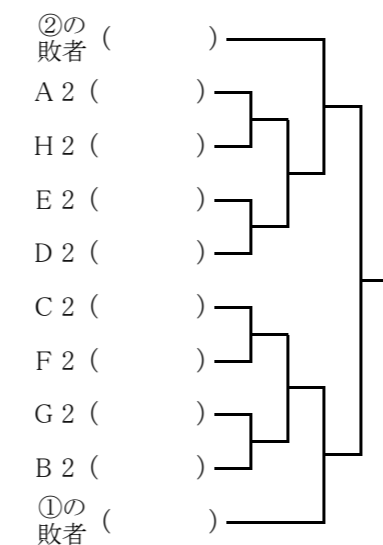 ②の
敗者 (　　　)
A 2 (　　　)
H 2 (　　　)
E 2 (　　　)
D 2 (　　　)
C 2 (　　　)
F 2 (　　　)
G 2 (　　　)
B 2 (　　　)
①の
敗者 (　　　)